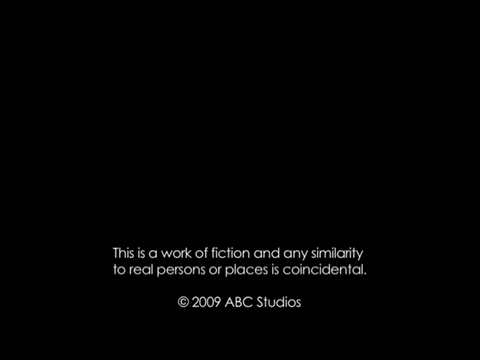 This is a work of fiction and any similarity
to real persons or places is coincidental.
© 2009 ABC Studios